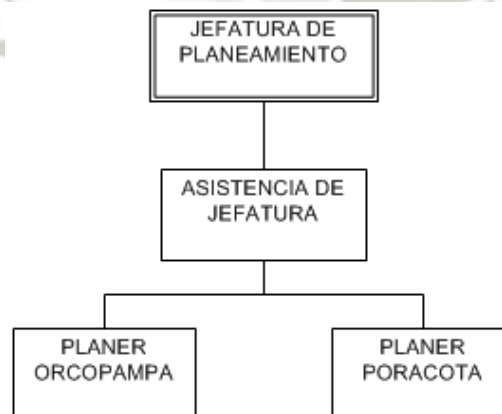 JEFATURA DE
PLANEAMIENTO
ASISTENCIA DE
JEFATURA
PLANER
ORCOPAMPA
PLANER
PORACOTA